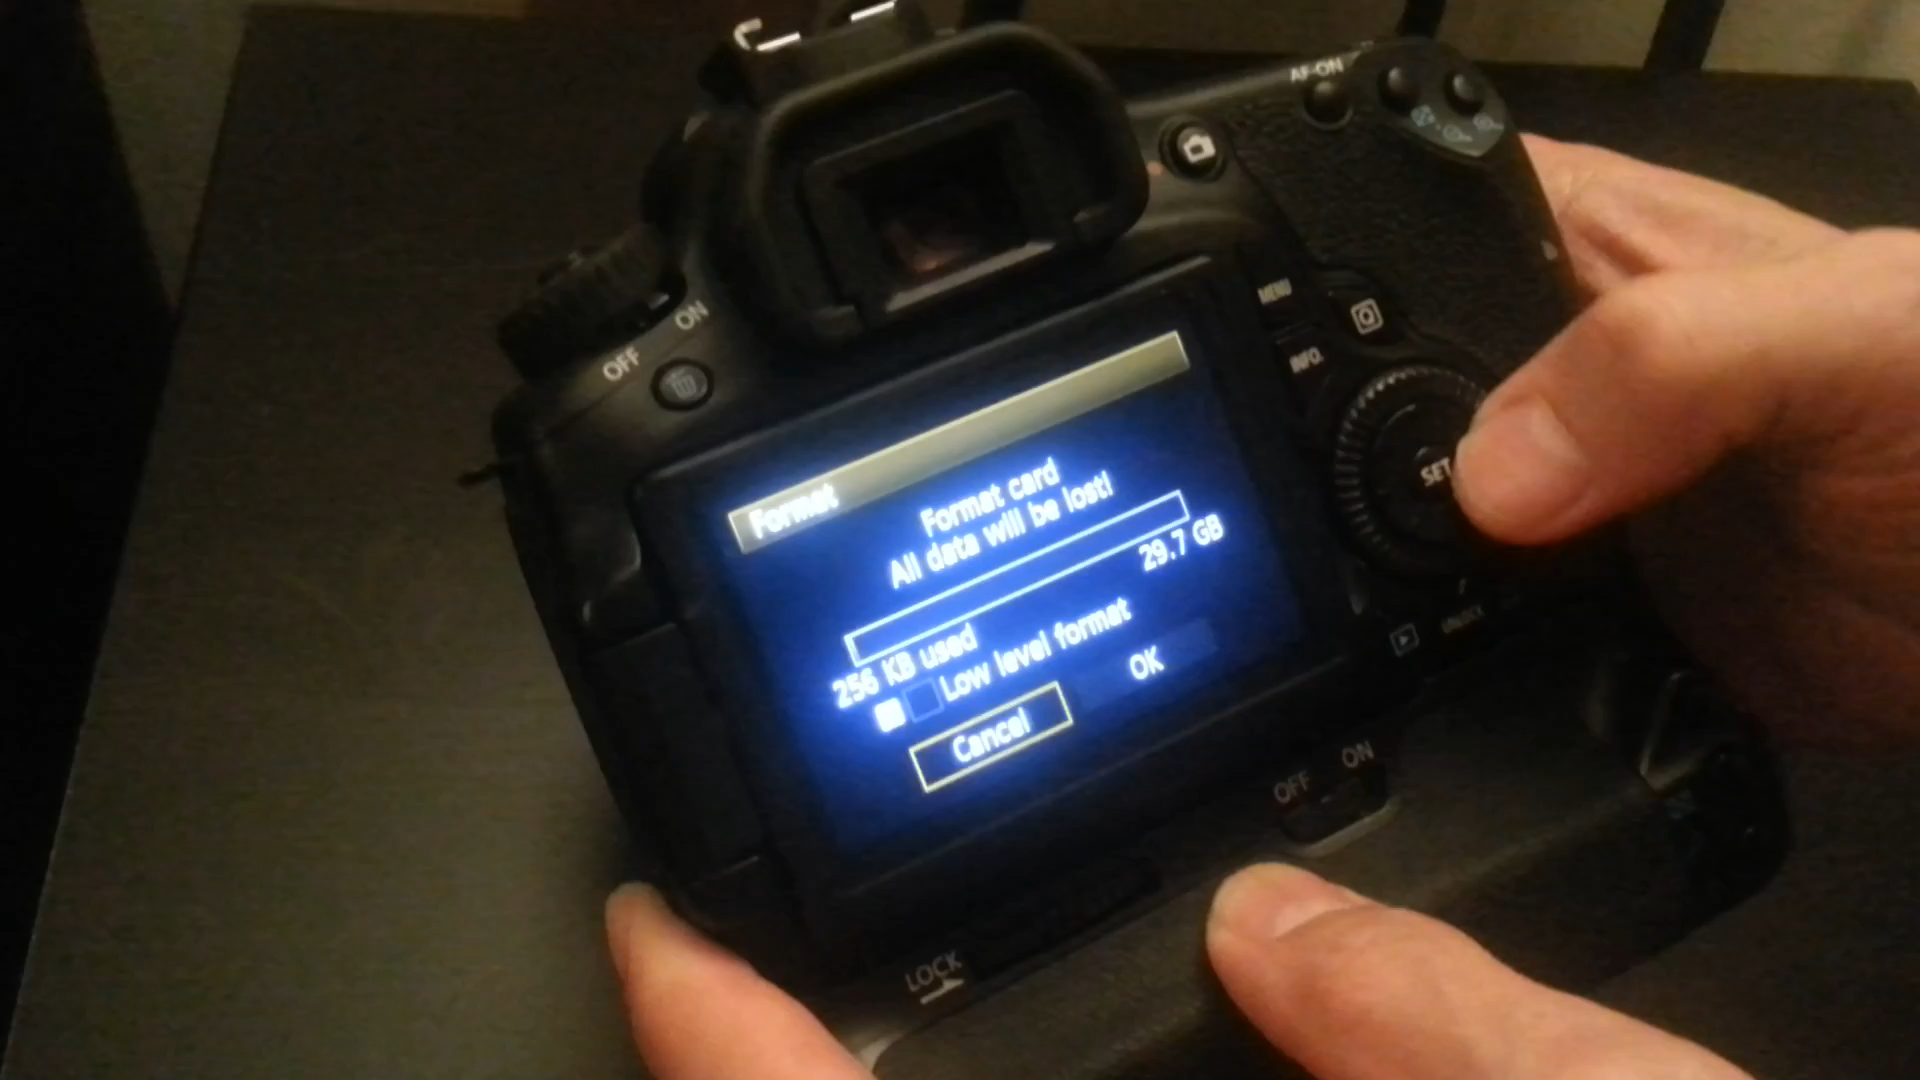 AF-ON
MENU
ON
OFF
INFO.
Format
Format card
All data will be lost!
SET
29.7 GB
256 KB used
Low level format
Cancel
OK
OFF
ON
LOCK